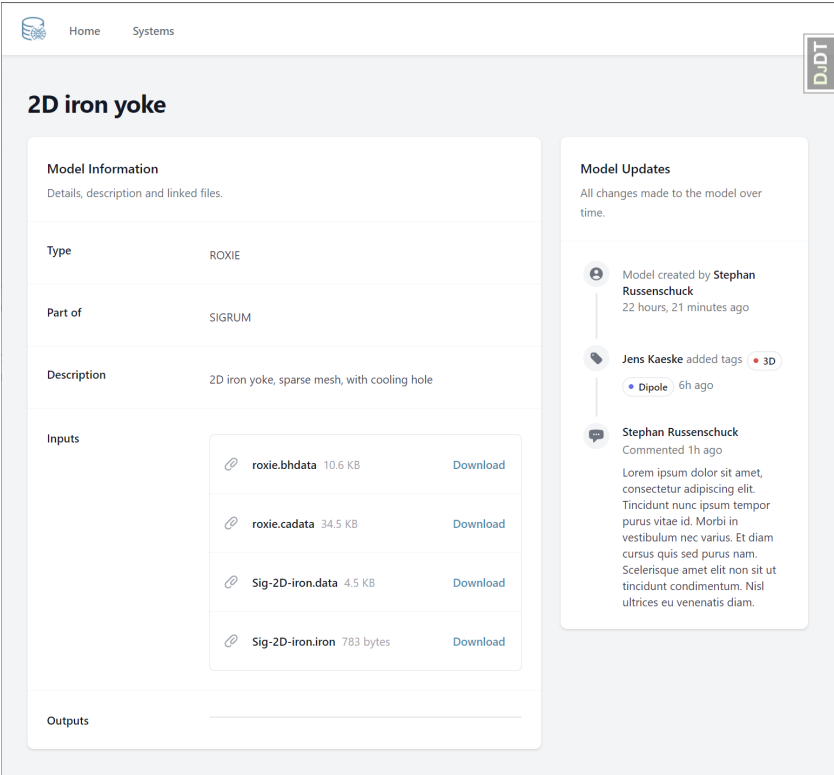 Home Systems
DJDT
2D iron yoke
Model Information
Details, description and linked files.
Type
ROXIE
Part of
SIGRUM
Description
2D iron yoke, sparse mesh, with cooling hole
Inputs
roxie.bhdata 10.6 KB Download
roxie.cadata 34.5 KB Download
Sig-2D-iron.data 4.5 KB Download
Sig-2D-iron.iron 783 bytes Download
Outputs
Model Updates
All changes made to the model over
time.
Model created by Stephan
Russenschuck
22 hours, 21 minutes ago
Jens Kaeske added tags 3D
Dipole 6h ago
Stephan Russenschuck
Commented 1h ago
Lorem ipsum dolor sit amet,
consectetur adipiscing elit.
Tincidunt nunc ipsum tempor
purus vitae id. Morbi in
vestibulum nec varius. Et diam
cursus quis sed purus nam.
Scelerisque amet elit non sit ut
tincidunt condimentum. Nisl
ultrices eu venenatis diam.